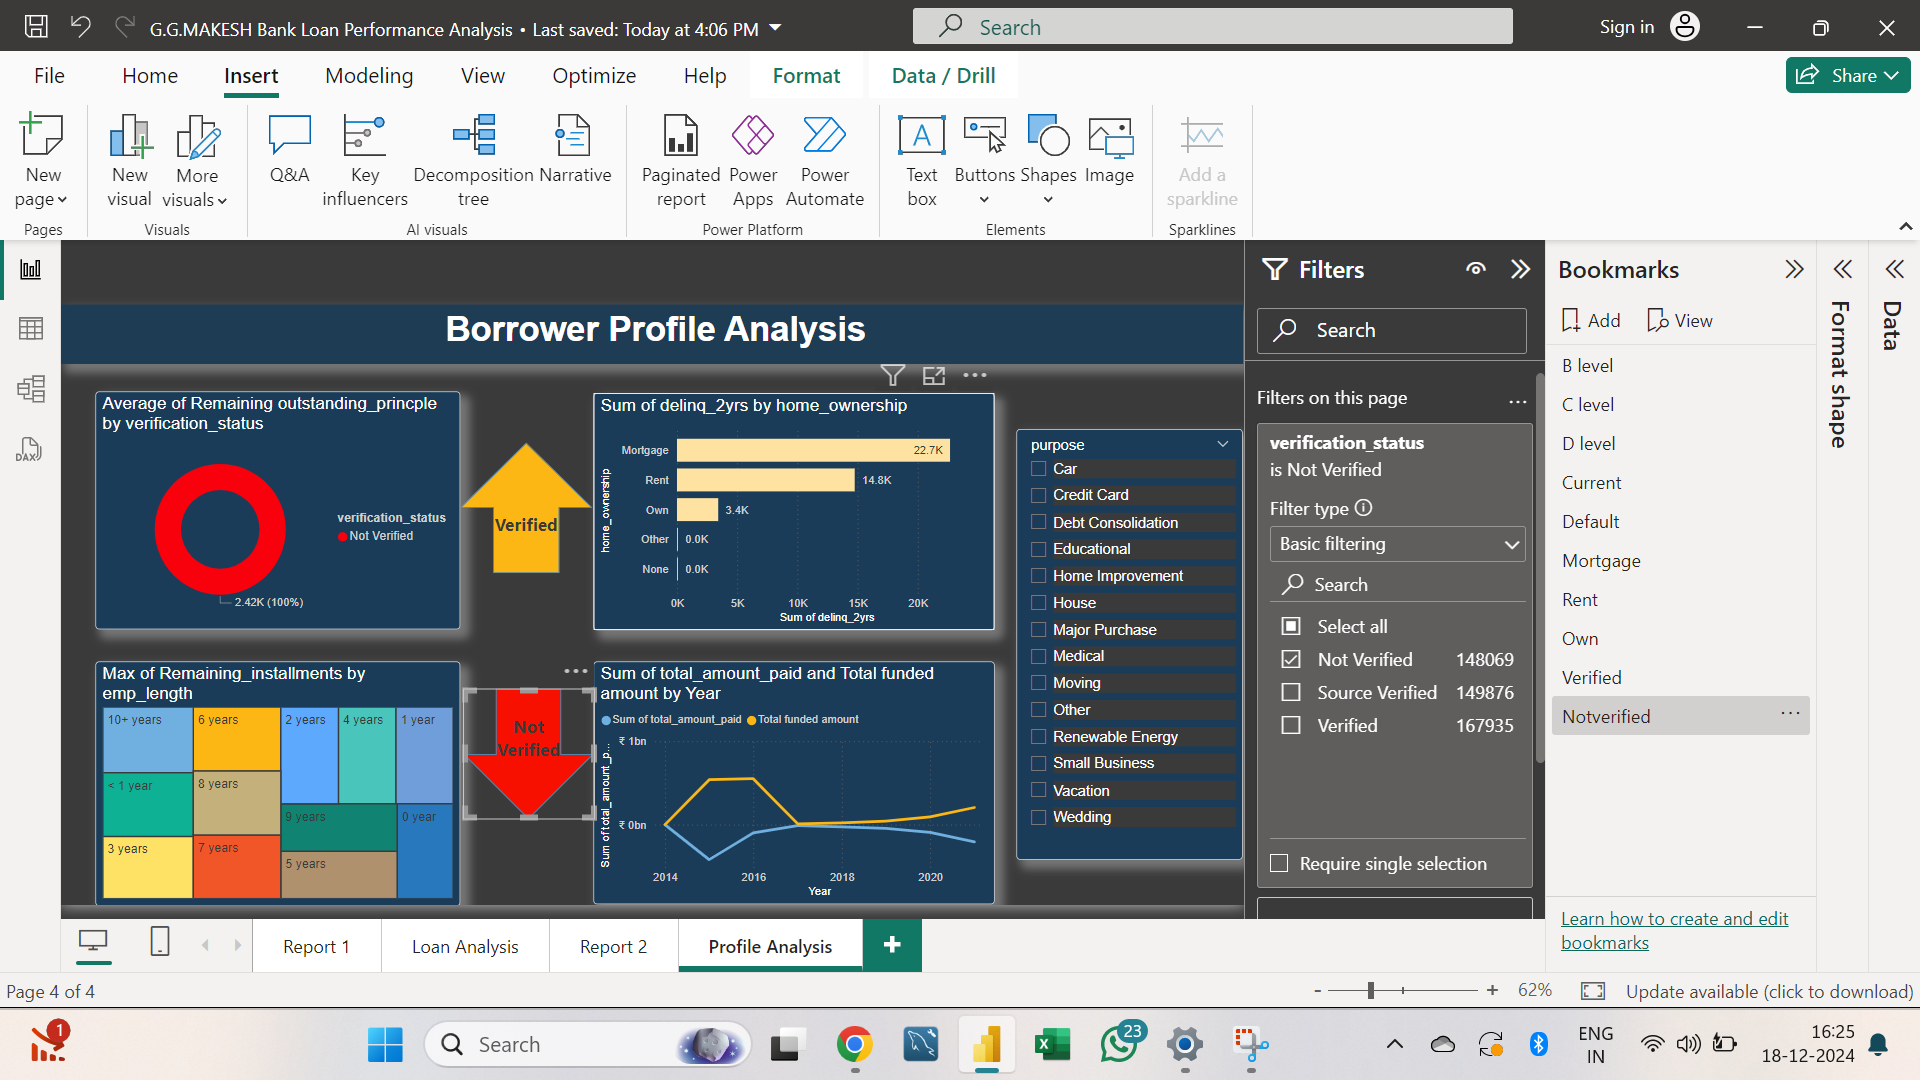 G.G.MAKESH Bank Loan Performance Analysis • Last saved: Today at 4:06 PM
Search
Sign in
File Home Insert Modeling View Optimize Help Format Data / Drill
Share
New page
New visual
More visuals
Q&A
Key influencers
Decomposition tree
Narrative
Paginated report
Power Apps
Power Automate
Text box
Buttons
Shapes
Image
Add a sparkline
Pages Visuals AI visuals Power Platform Elements Sparklines
DAX
Borrower Profile Analysis
Average of Remaining outstanding_princple
by verification_status
verification_status
Not Verified
2.42K (100%)
Verified
Sum of delinq_2yrs by home_ownership
home_ownership
Mortgage 22.7K
Rent 14.8K
Own 3.4K
Other 0.0K
None 0.0K
0K 5K 10K 15K 20K
Sum of delinq_2yrs
Max of Remaining_installments by
emp_length
10+ years
6 years
2 years
4 years
1 year
< 1 year
8 years
9 years
0 year
3 years
7 years
5 years
Not
Verified
Sum of total_amount_paid and Total funded
amount by Year
Sum of total_amount_paid Total funded amount
Sum of total_amount_p...
₹ 1bn
₹ 0bn
2014 2016 2018 2020
Year
purpose
Car
Credit Card
Debt Consolidation
Educational
Home Improvement
House
Major Purchase
Medical
Moving
Other
Renewable Energy
Small Business
Vacation
Wedding
Filters
Search
Filters on this page
verification_status
is Not Verified
Filter type
Basic filtering
Search
Select all
Not Verified 148069
Source Verified 149876
Verified 167935
Require single selection
Bookmarks
Add View
B level
C level
D level
Current
Default
Mortgage
Rent
Own
Verified
Notverified
Learn how to create and edit
bookmarks
Format shape
Data
Report 1 Loan Analysis Report 2 Profile Analysis
Page 4 of 4
- + 62%
Update available (click to download)
1
Search
23
ENG
IN
16:25
18-12-2024